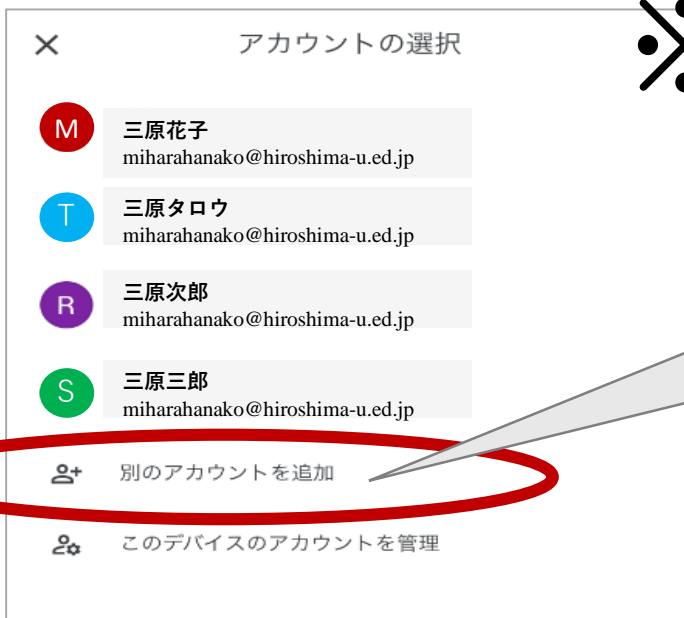 ※
アカウントの選択
M
三原花子
miharahanako@hiroshima-u.ed.jp
T
三原タロウ
miharahanako@hiroshima-u.ed.jp
R
三原次郎
miharahanako@hiroshima-u.ed.jp
S
三原三郎
miharahanako@hiroshima-u.ed.jp
別のアカウントを追加
このデバイスのアカウントを管理